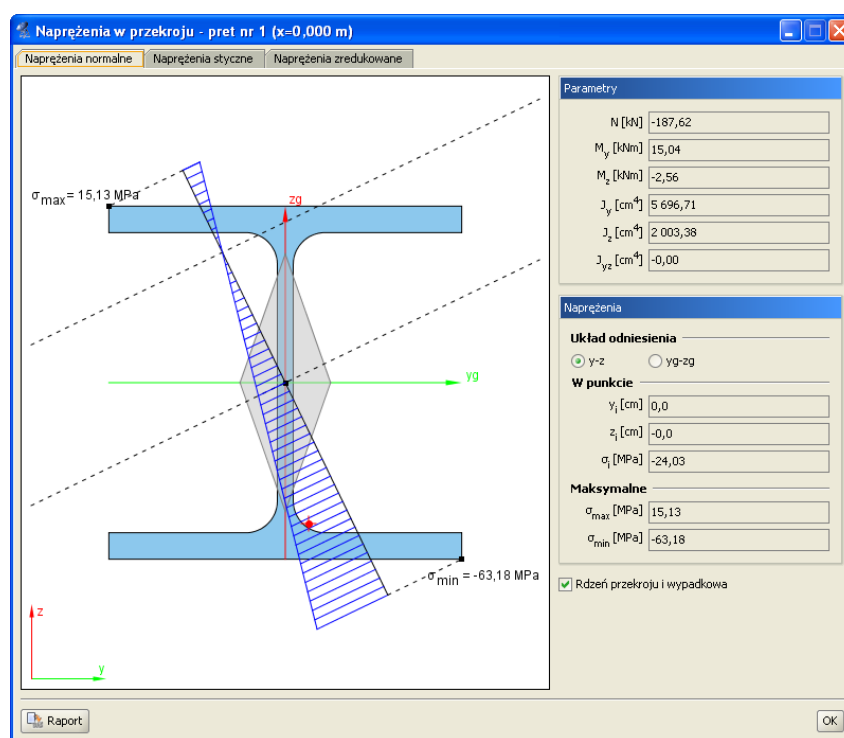 Naprężenia w przekroju - pret nr 1 (x=0,000 m)
Naprężenia normalne Naprężenia styczne Naprężenia zredukowane
σmax = 15,13 MPa
zg
yg
σmin = -63,18 MPa
z
y
Parametry
N [kN] -187,62
My [kNm] 15,04
Mz [kNm] -2,56
Jy [cm⁴] 5 696,71
Jz [cm⁴] 2 003,38
Jyz [cm⁴] -0,00
Naprężenia
Układ odniesienia
y-z yg-zg
W punkcie
yi [cm] 0,0
zi [cm] -0,0
σi [MPa] -24,03
Maksymalne
σmax [MPa] 15,13
σmin [MPa] -63,18
Rdzeń przekroju i wypadkowa
Raport OK